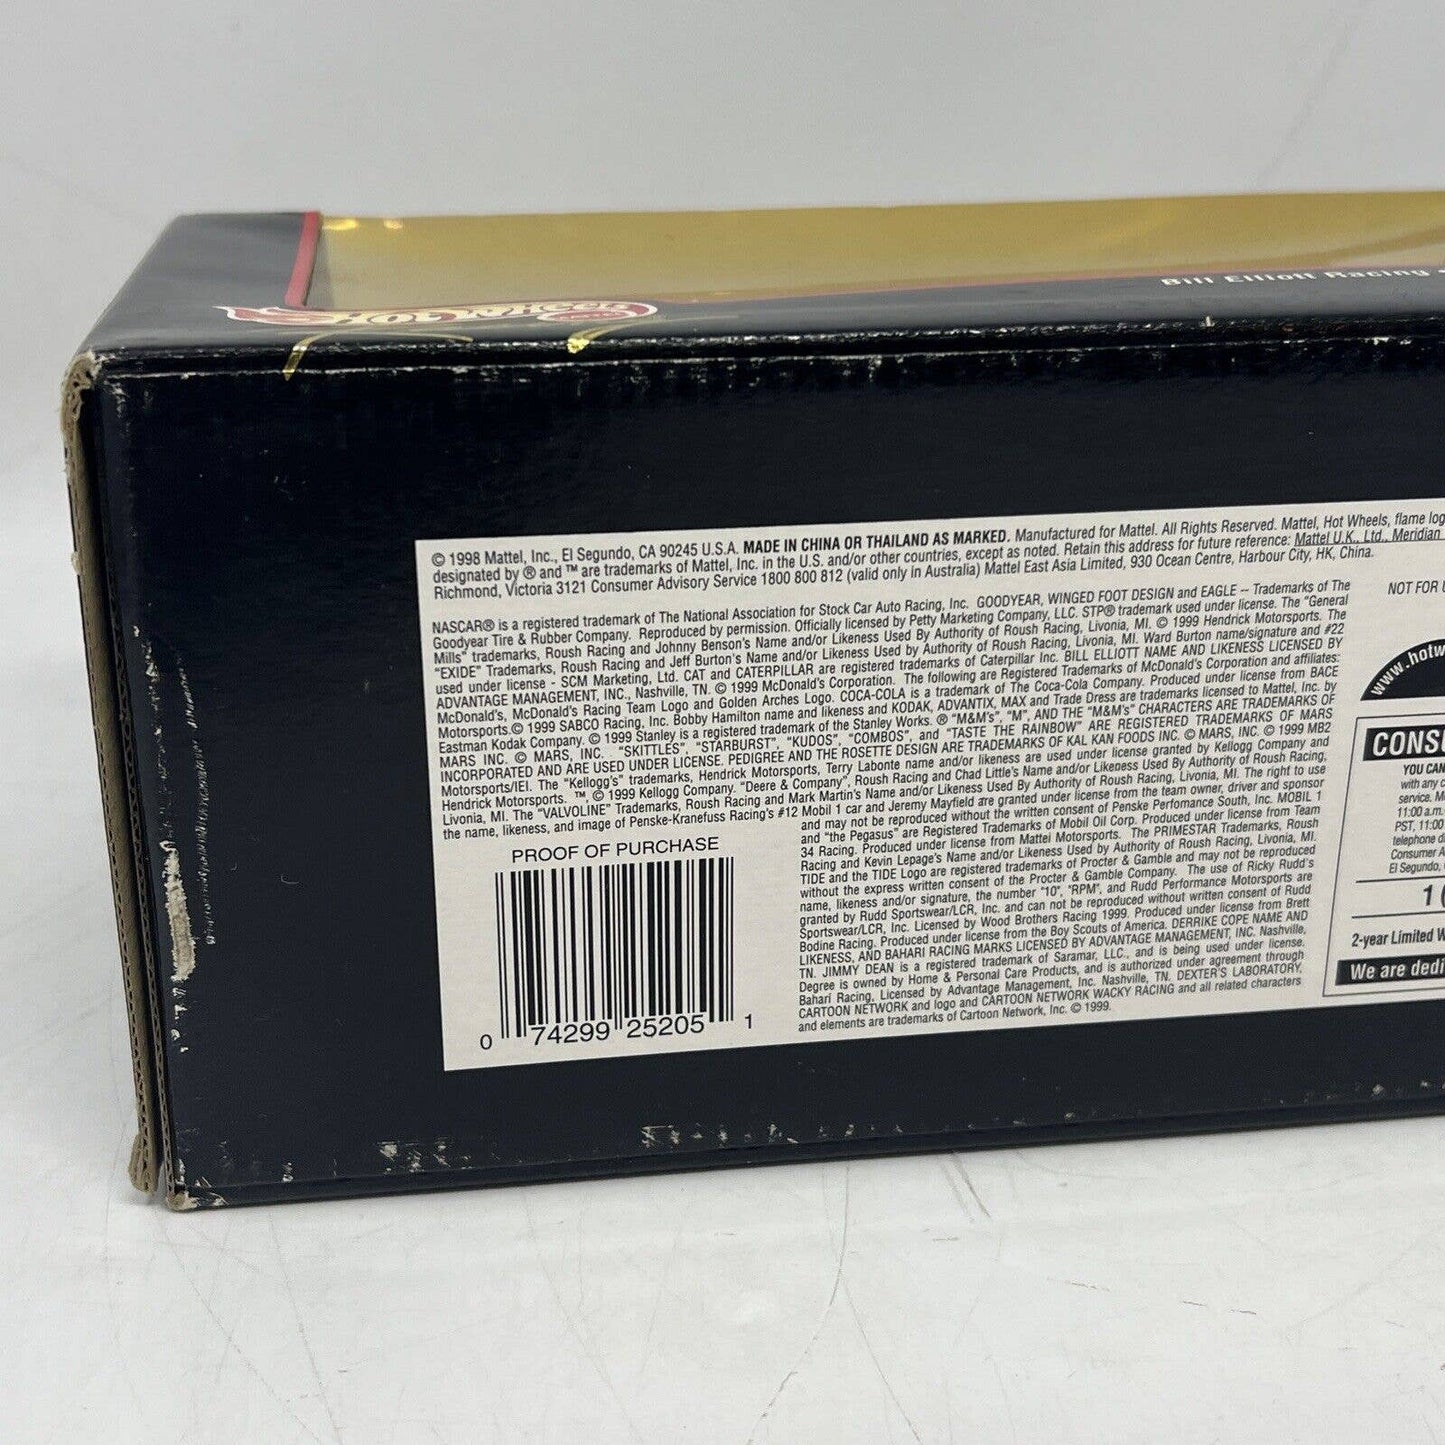 HOT WHEELS
Bill Elliott Racing
© 1998 Mattel, Inc., El Segundo, CA 90245 U.S.A. MADE IN CHINA OR THAILAND AS MARKED. Manufactured for Mattel. All Rights Reserved. Mattel, Hot Wheels, flame log
designated by ® and ™ are trademarks of Mattel, Inc. in the U.S. and/or other countries, except as noted. Retain this address for future reference: Mattel U.K., Ltd., Meridian
Richmond, Victoria 3121 Consumer Advisory Service 1800 800 812 (valid only in Australia) Mattel East Asia Limited, 930 Ocean Centre, Harbour City, HK, China.
NASCAR® is a registered trademark of The National Association for Stock Car Auto Racing, Inc. GOODYEAR, WINGED FOOT DESIGN and EAGLE -- Trademarks of The
Goodyear Tire & Rubber Company. Reproduced by permission. Officially licensed by Petty Marketing Company, LLC. STP® trademark used under license. The "General
Mills" trademarks, Roush Racing and Johnny Benson's Name and/or Likeness Used By Authority of Roush Racing, Livonia, MI. © 1999 Hendrick Motorsports. The
"EXIDE" Trademarks, Roush Racing and Jeff Burton's Name and/or Likeness Used By Authority of Roush Racing, Livonia, MI. Ward Burton name/signature and #22
used under license - SCM Marketing, Ltd. CAT and CATERPILLAR are registered trademarks of Caterpillar Inc. BILL ELLIOTT NAME AND LIKENESS LICENSED BY
ADVANTAGE MANAGEMENT, INC., Nashville, TN. © 1999 McDonald's Corporation. The following are Registered Trademarks of McDonald's Corporation and affiliates:
McDonald's, McDonald's Racing Team Logo and Golden Arches Logo. COCA-COLA is a trademark of The Coca-Cola Company. Produced under license from BACE
Motorsports.© 1999 SABCO Racing, Inc. Bobby Hamilton name and likeness and KODAK, ADVANTIX, MAX and Trade Dress are trademarks licensed to Mattel, Inc. by
Eastman Kodak Company. © 1999 Stanley is a registered trademark of the Stanley Works. ® "M&M's", "M", AND THE "M&M's" CHARACTERS ARE TRADEMARKS OF
MARS INC. © MARS, INC. "SKITTLES", "STARBURST", "KUDOS", "COMBOS", and "TASTE THE RAINBOW" ARE REGISTERED TRADEMARKS OF MARS
INCORPORATED AND ARE USED UNDER LICENSE. PEDIGREE AND THE ROSETTE DESIGN ARE TRADEMARKS OF KAL KAN FOODS INC. © MARS, INC. © 1999 MB2
Motorsports/IEI. The "Kellogg's" trademarks, Hendrick Motorsports, Terry Labonte name and/or likeness are used under license granted by Kellogg Company and
Hendrick Motorsports. ™ © 1999 Kellogg Company. "Deere & Company", Roush Racing and Chad Little's Name and/or Likeness Used By Authority of Roush Racing,
Livonia, MI. The "VALVOLINE" Trademarks, Roush Racing and Mark Martin's Name and/or Likeness Used By Authority of Roush Racing, Livonia, MI. The right to use
the name, likeness, and image of Penske-Kranefuss Racing's #12 Mobil 1 car and Jeremy Mayfield are granted under license from the team owner, driver and sponsor
and may not be reproduced without the written consent of Penske Perfomance South, Inc. MOBIL 1
and "the Pegasus" are Registered Trademarks of Mobil Oil Corp. Produced under license from Team
34 Racing. Produced under license from Mattei Motorsports. The PRIMESTAR Trademarks, Roush
Racing and Kevin Lepage's Name and/or Likeness Used by Authority of Roush Racing, Livonia, MI.
TIDE and the TIDE Logo are registered trademarks of Procter & Gamble and may not be reproduced
without the express written consent of the Procter & Gamble Company. The use of Ricky Rudd's
name, likeness and/or signature, the number "10", "RPM", and Rudd Performance Motorsports are
granted by Rudd Sportswear/LCR, Inc. and can not be reproduced without written consent of Rudd
Sportswear/LCR, Inc. Licensed by Wood Brothers Racing 1999. Produced under license from Brett
Bodine Racing. Produced under license from the Boy Scouts of America. DERRIKE COPE NAME AND
LIKENESS, AND BAHARI RACING MARKS LICENSED BY ADVANTAGE MANAGEMENT, INC. Nashville,
TN. JIMMY DEAN is a registered trademark of Saramar, LLC., and is being used under license.
Degree is owned by Home & Personal Care Products, and is authorized under agreement through
Bahari Racing, Licensed by Advantage Management, Inc. Nashville, TN. DEXTER'S LABORATORY,
CARTOON NETWORK and logo and CARTOON NETWORK WACKY RACING and all related characters
and elements are trademarks of Cartoon Network, Inc. © 1999.
PROOF OF PURCHASE
0 74299 25205 1
NOT FOR U
www.hotw
CONSU
YOU CAN
with any c
service. M
11:00 a.m.
PST, 11:00
telephone d
Consumer A
El Segundo,
1 (
2-year Limited W
We are dedi